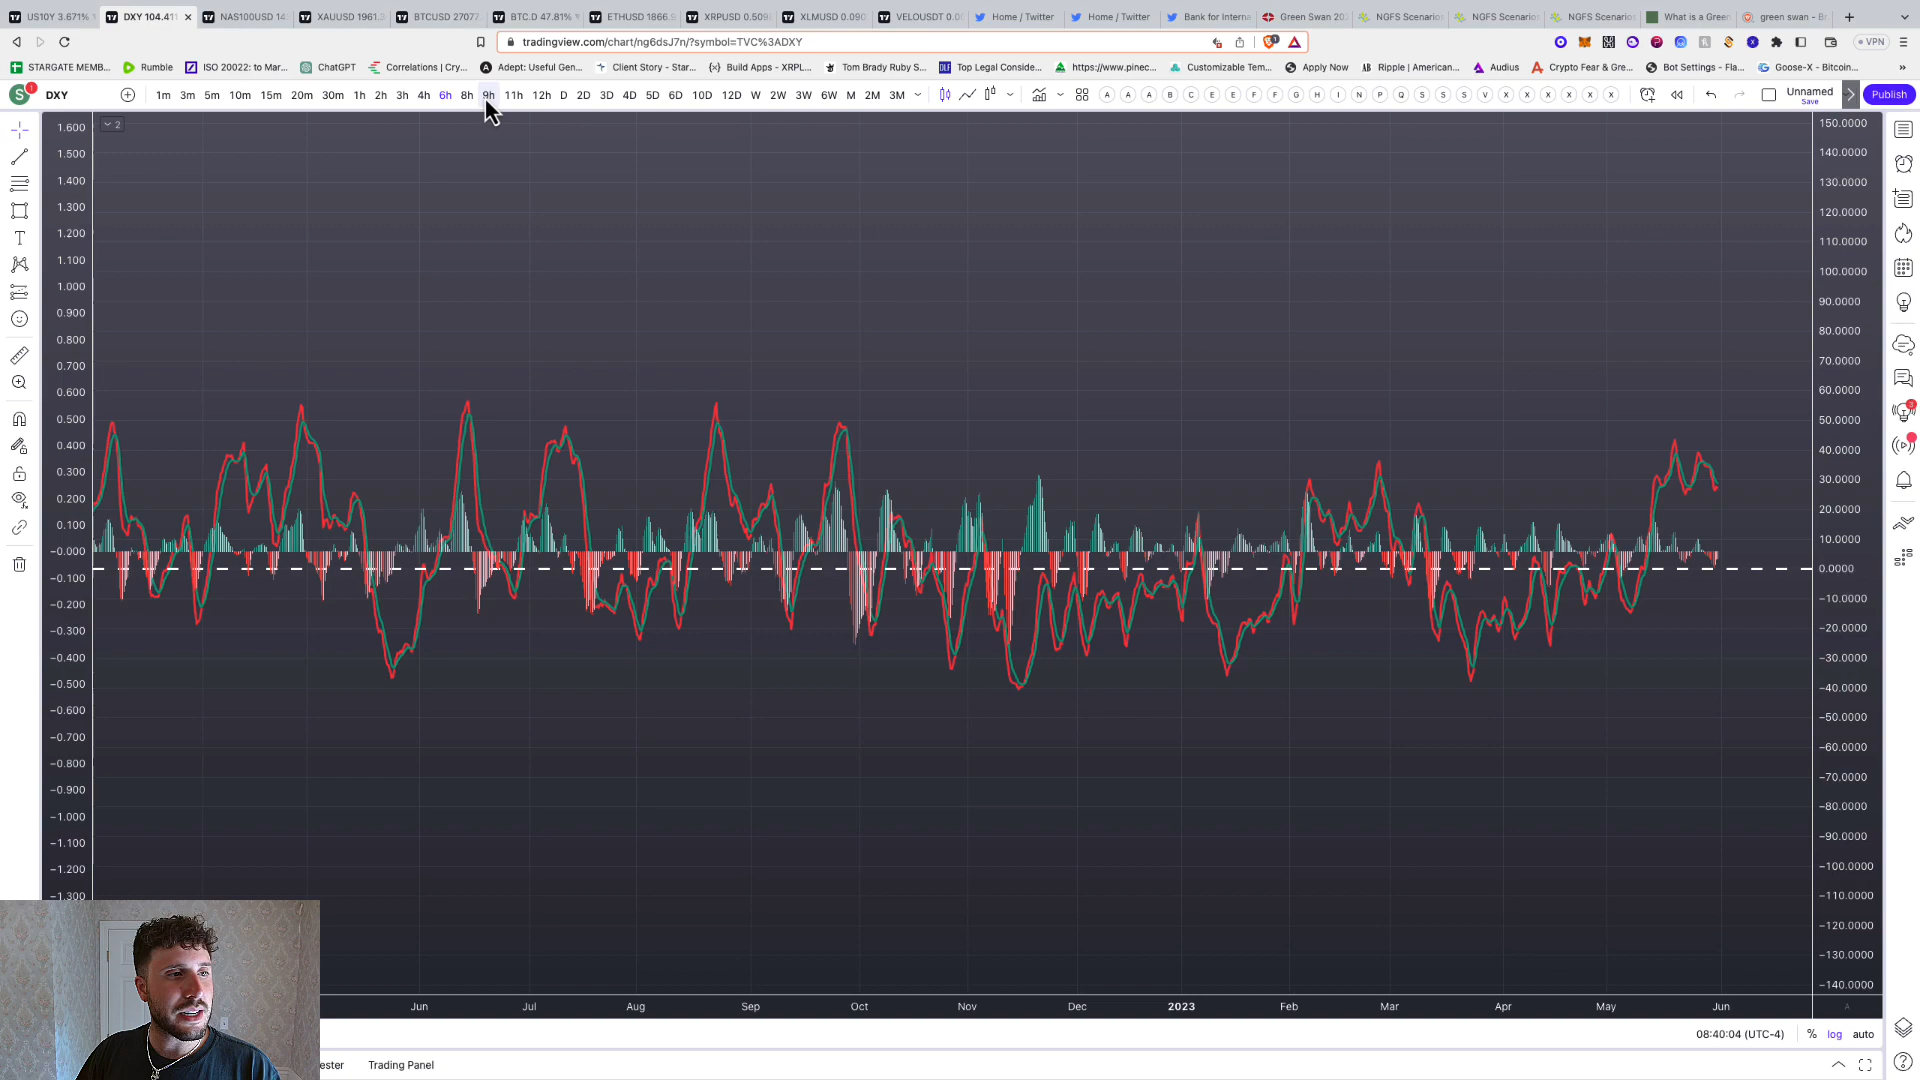 US10Y 3.671%
DXY 104.411
NAS100USD 14
XAUUSD 1961.3
BTCUSD 27077.
BTC.D 47.81%
ETHUSD 1866.9
XRPUSD 0.509
XLMUSD 0.090
VELOUSDT 0.0
Home / Twitter
Home / Twitter
Bank for Interna
Green Swan 202
NGFS Scenarios
NGFS Scenarios
NGFS Scenarios
What is a Green
green swan - Br
tradingview.com/chart/ng6dsJ7n/?symbol=TVC%3ADXY
VPN
STARGATE MEMB...
Rumble
ISO 20022: to Mar...
ChatGPT
Correlations | Cry...
Adept: Useful Gen...
Client Story - Star...
Build Apps - XRPL...
Tom Brady Ruby S...
Top Legal Conside...
https://www.pinec...
Customizable Tem...
Apply Now
Ripple | American...
Audius
Crypto Fear & Gre...
Bot Settings - Fla...
Goose-X - Bitcoin...
S 1 DXY 1m 3m 5m 10m 15m 20m 30m 1h 2h 3h 4h 6h 8h 9h 11h 12h D 2D 3D 4D 5D 6D 10D 12D W 2W 3W 6W M 2M 3M A A A B C E E F F G H I N P Q S S S V X X X X X Unnamed
Save
Publish
2
1.600
1.500
1.400
1.300
1.200
1.100
1.000
0.900
0.800
0.700
0.600
0.500
0.400
0.300
0.200
0.100
−0.000
−0.100
−0.200
−0.300
−0.400
−0.500
−0.600
−0.700
−0.800
−0.900
−1.000
−1.100
−1.200
−1.300
150.0000
140.0000
130.0000
120.0000
110.0000
100.0000
90.0000
80.0000
70.0000
60.0000
50.0000
40.0000
30.0000
20.0000
10.0000
0.0000
−10.0000
−20.0000
−30.0000
−40.0000
−50.0000
−60.0000
−70.0000
−80.0000
−90.0000
−100.0000
−110.0000
−120.0000
−130.0000
−140.0000
3
Jun Jul Aug Sep Oct Nov Dec 2023 Feb Mar Apr May Jun A
08:40:04 (UTC-4) % log auto
ester Trading Panel